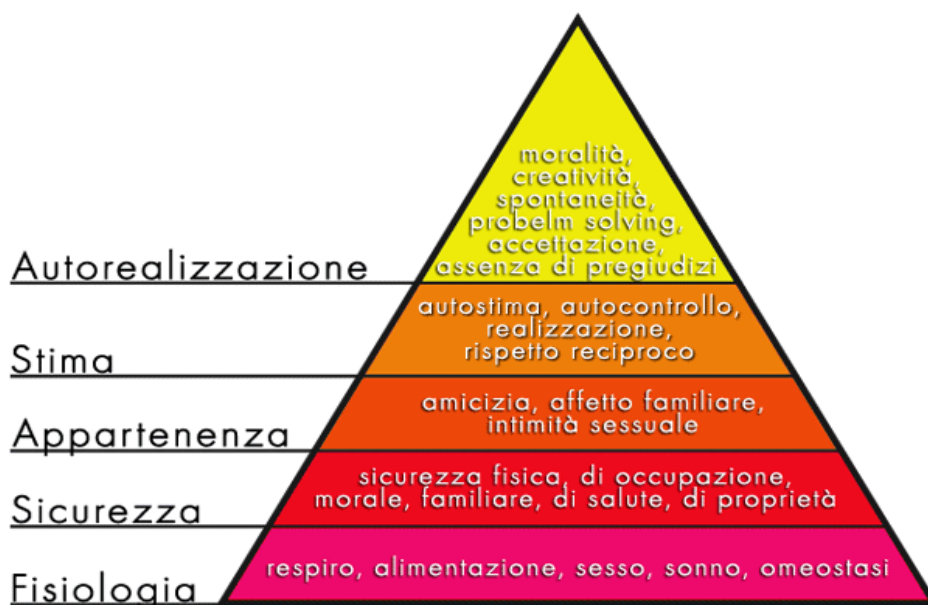 moralità,
creatività,
spontaneità,
probelm solving,
accettazione,
assenza di pregiudizi
Autorealizzazione
autostima, autocontrollo,
realizzazione,
rispetto reciproco
Stima
amicizia, affetto familiare,
intimità sessuale
Appartenenza
sicurezza fisica, di occupazione,
morale, familiare, di salute, di proprietà
Sicurezza
respiro, alimentazione, sesso, sonno, omeostasi
Fisiologia